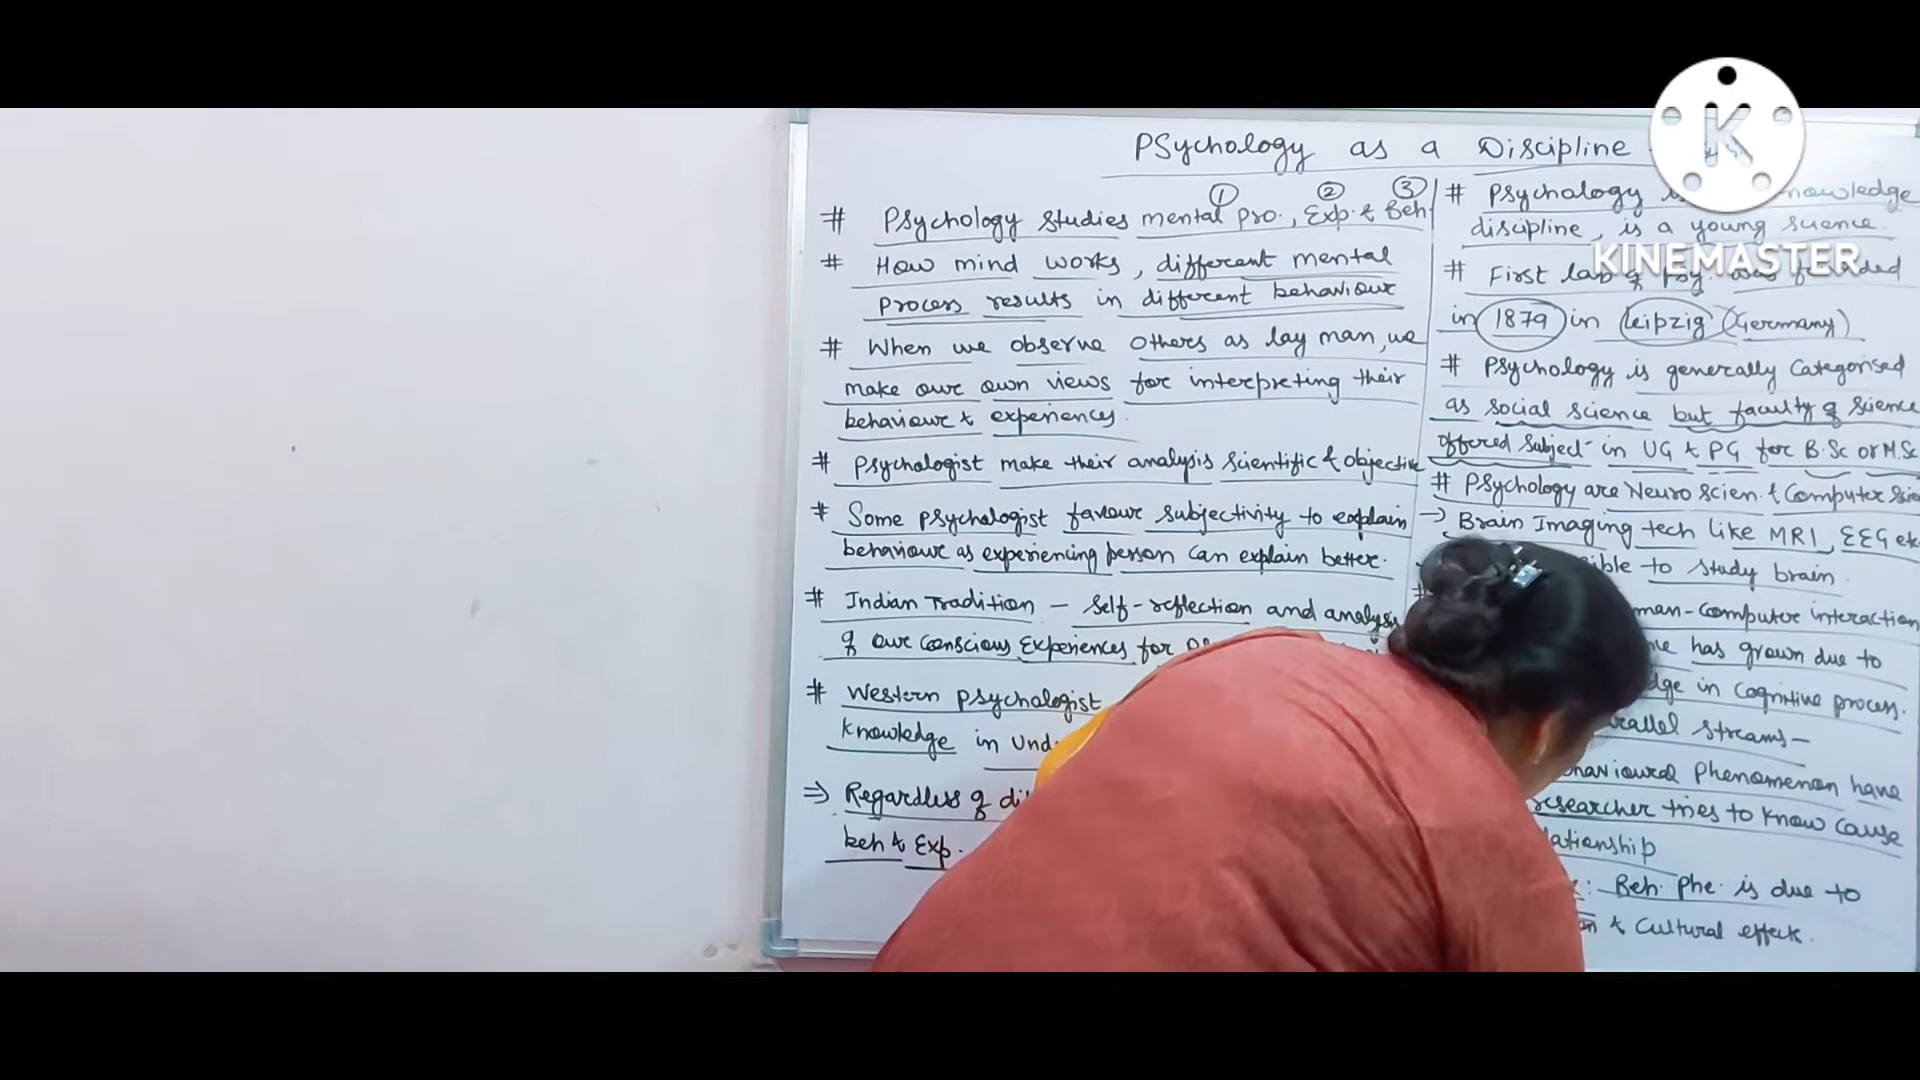 Psychology as a Discipline
① ② ③
# Psychology studies mental pro., Exp. & Beh.
# How mind works, different mental
process results in different behaviour
# When we observe others as lay man, we
make our own views for interpreting their
behaviour & experiences.
# Psychologist make their analysis scientific & objective
# Some psychologist favour subjectivity to explain
behaviour as experiencing person can explain better.
# Indian Tradition - Self-reflection and analysis
of our conscious Experiences for
# Western psychologist
knowledge in
⇒ Regardless of
beh & Exp.
# Psychology knowledge
discipline, is a young science.
# First lab of Psy. was founded
in 1879 in Leipzig (Germany)
# Psychology is generally Categorised
as social science but faculty of science
offered subject in UG & PG for B.Sc or M.Sc
# Psychology are Neuro Scien. & Computer
→ Brain Imaging tech like MRI, EEG etc
to study brain.
-computer interaction
has grown due to
in cognitive process.
streams-
Phenomenon have
researcher tries to know cause
: Beh. Phe. is due to
& Cultural effect.
K
KINEMASTER